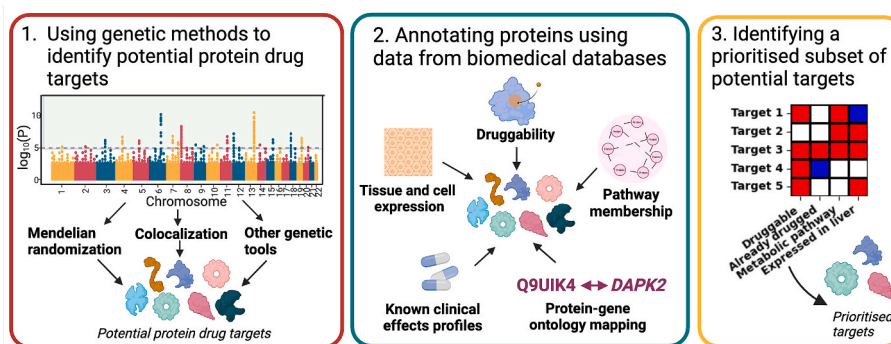 1. Using genetic methods to
identify potential protein drug
targets
log10(P)
10
5
0
1 2 3 4 5 6 7 8 9 10 11 12 13 14 15 16 17 18 19 20 21 22
Chromosome
Mendelian
randomization
Colocalization
Other genetic
tools
Potential protein drug targets
2. Annotating proteins using
data from biomedical databases
Druggability
Tissue and cell
expression
Pathway
membership
Known clinical
effects profiles
Q9UIK4 ↔ DAPK2
Protein-gene
ontology mapping
3. Identifying a
prioritised subset of
potential targets
Target 1
Target 2
Target 3
Target 4
Target 5
Druggable
Already drugged
Metabolic pathway
Expressed in liver
Prioritised
targets